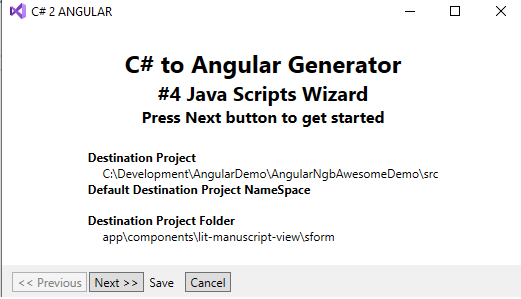 C# 2 ANGULAR
C# to Angular Generator
#4 Java Scripts Wizard
Press Next button to get started
Destination Project
C:\Development\AngularDemo\AngularNgbAwesomeDemo\src
Default Destination Project NameSpace
Destination Project Folder
app\components\lit-manuscript-view\sform
<< Previous Next >> Save Cancel